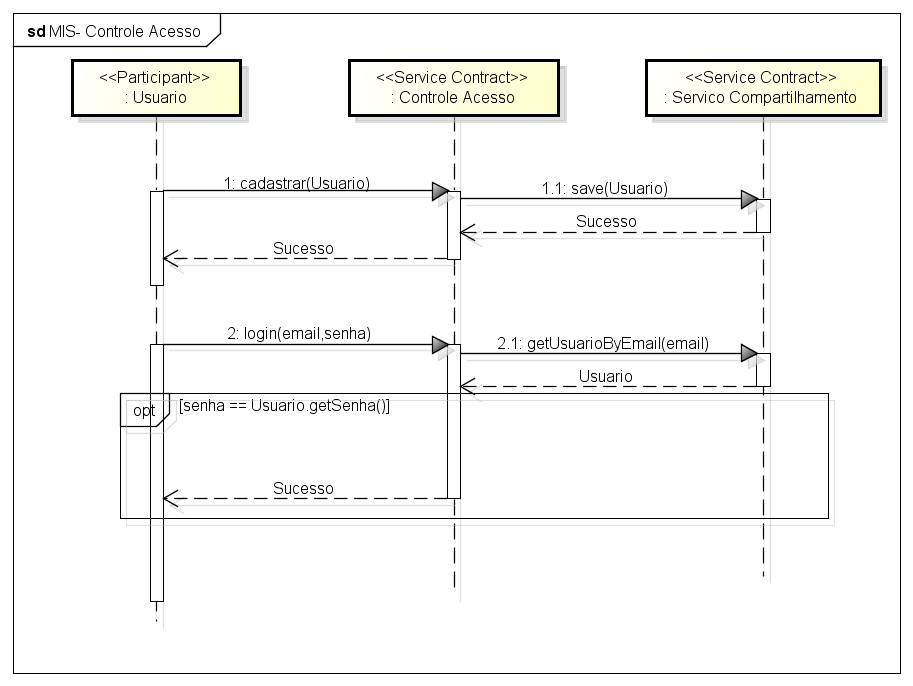 sd MIS- Controle Acesso
<<Participant>>
: Usuario
<<Service Contract>>
: Controle Acesso
<<Service Contract>>
: Servico Compartilhamento
1: cadastrar(Usuario)
1.1: save(Usuario)
Sucesso
Sucesso
2: login(email,senha)
2.1: getUsuarioByEmail(email)
Usuario
opt
[senha == Usuario.getSenha()]
Sucesso